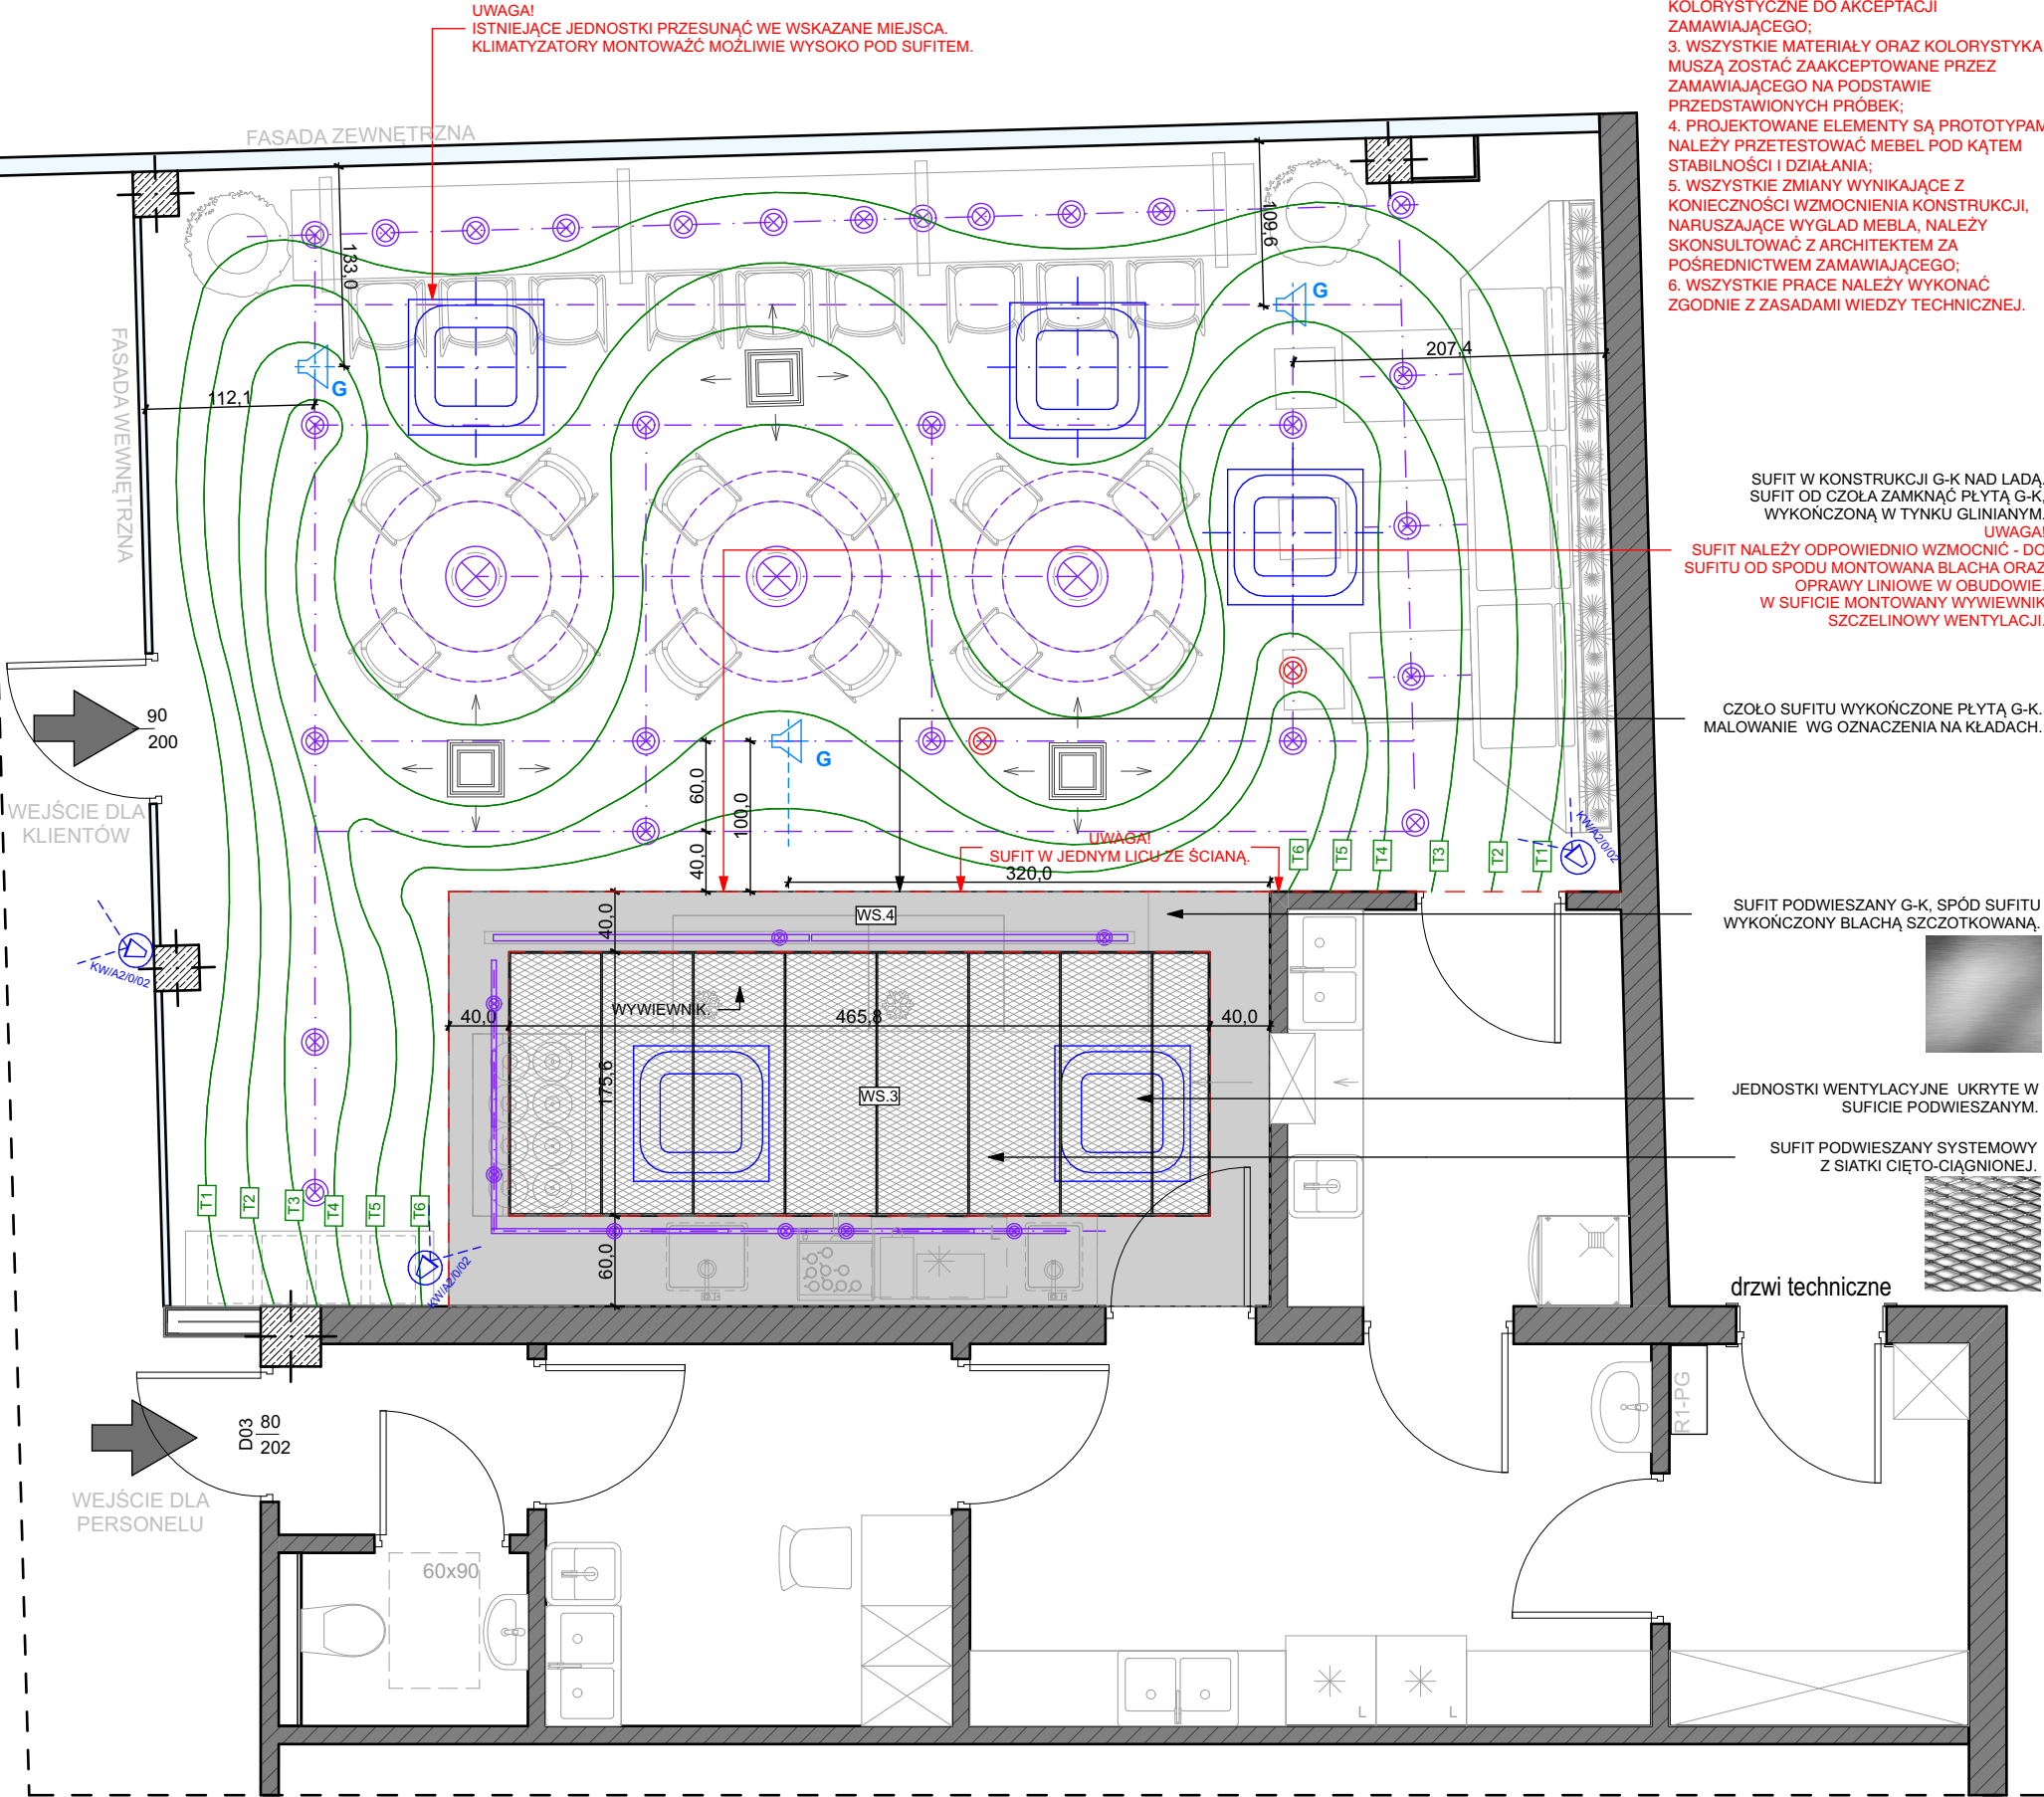 UWAGA!
ISTNIEJĄCE JEDNOSTKI PRZESUNĄĆ WE WSKAZANE MIEJSCA.
KLIMATYZATORY MONTOWAŹĆ MOŻLIWIE WYSOKO POD SUFITEM.
KOLORYSTYCZNE DO AKCEPTACJI
ZAMAWIAJĄCEGO;
3. WSZYSTKIE MATERIAŁY ORAZ KOLORYSTYKA
MUSZĄ ZOSTAĆ ZAAKCEPTOWANE PRZEZ
ZAMAWIAJĄCEGO NA PODSTAWIE
PRZEDSTAWIONYCH PRÓBEK;
4. PROJEKTOWANE ELEMENTY SĄ PROTOTYPAM
NALEŻY PRZETESTOWAĆ MEBEL POD KĄTEM
STABILNOŚCI I DZIAŁANIA;
5. WSZYSTKIE ZMIANY WYNIKAJĄCE Z
KONIECZNOŚCI WZMOCNIENIA KONSTRUKCJI,
NARUSZAJĄCE WYGLAD MEBLA, NALEŻY
SKONSULTOWAĆ Z ARCHITEKTEM ZA
POŚREDNICTWEM ZAMAWIAJĄCEGO;
6. WSZYSTKIE PRACE NALEŻY WYKONAĆ
ZGODNIE Z ZASADAMI WIEDZY TECHNICZNEJ.
FASADA ZEWNĘTRZNA
133,0
109,6
G
G
207,4
112,1
FASADA WEWNĘTRZNA
SUFIT W KONSTRUKCJI G-K NAD LADĄ.
SUFIT OD CZOŁA ZAMKNĄĆ PŁYTĄ G-K,
WYKOŃCZONĄ W TYNKU GLINIANYM.
UWAGA!
SUFIT NALEŻY ODPOWIEDNIO WZMOCNIĆ - DO
SUFITU OD SPODU MONTOWANA BLACHA ORAZ
OPRAWY LINIOWE W OBUDOWIE.
W SUFICIE MONTOWANY WYWIEWNIK
SZCZELINOWY WENTYLACJI.
90
200
WEJŚCIE DLA
KLIENTÓW
G
60,0
100,0
40,0
CZOŁO SUFITU WYKOŃCZONE PŁYTĄ G-K.
MALOWANIE WG OZNACZENIA NA KŁADACH.
UWAGA!
SUFIT W JEDNYM LICU ZE ŚCIANĄ.
320,0
T6
T5
T4
T3
T2
T1
KW/A2/0/02
KW/A2/0/02
40,0
WS.4
SUFIT PODWIESZANY G-K, SPÓD SUFITU
WYKOŃCZONY BLACHĄ SZCZOTKOWANĄ.
WYWIEWNIK.
40,0
465,8
40,0
175,6
WS.3
JEDNOSTKI WENTYLACYJNE UKRYTE W
SUFICIE PODWIESZANYM.
SUFIT PODWIESZANY SYSTEMOWY
Z SIATKI CIĘTO-CIĄGNIONEJ.
T1
T2
T3
T4
T5
T6
KW/A2/0/02
60,0
L
drzwi techniczne
D03
80
202
WEJŚCIE DLA
PERSONELU
R1-PG
60x90
L
L